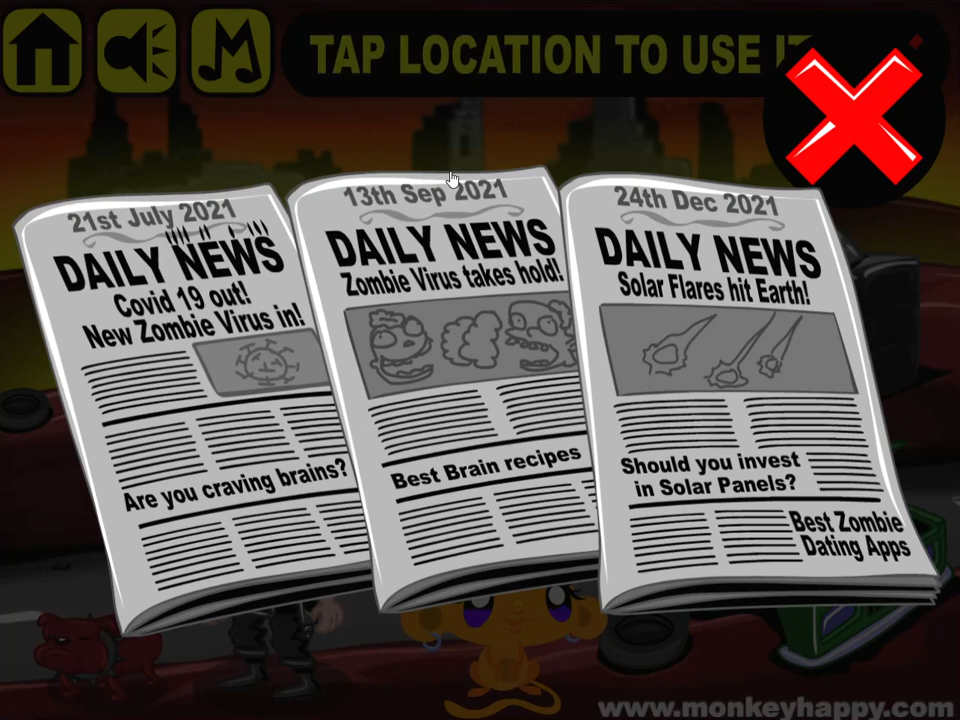 TAP LOCATION TO USE IT
21st July 2021
DAILY NEWS
Covid 19 out!
New Zombie Virus in!
Are you craving brains?
13th Sep 2021
DAILY NEWS
Zombie Virus takes hold!
Best Brain recipes
24th Dec 2021
DAILY NEWS
Solar Flares hit Earth!
Should you invest
in Solar Panels?
Best Zombie
Dating Apps
www.monkeyhappy.com